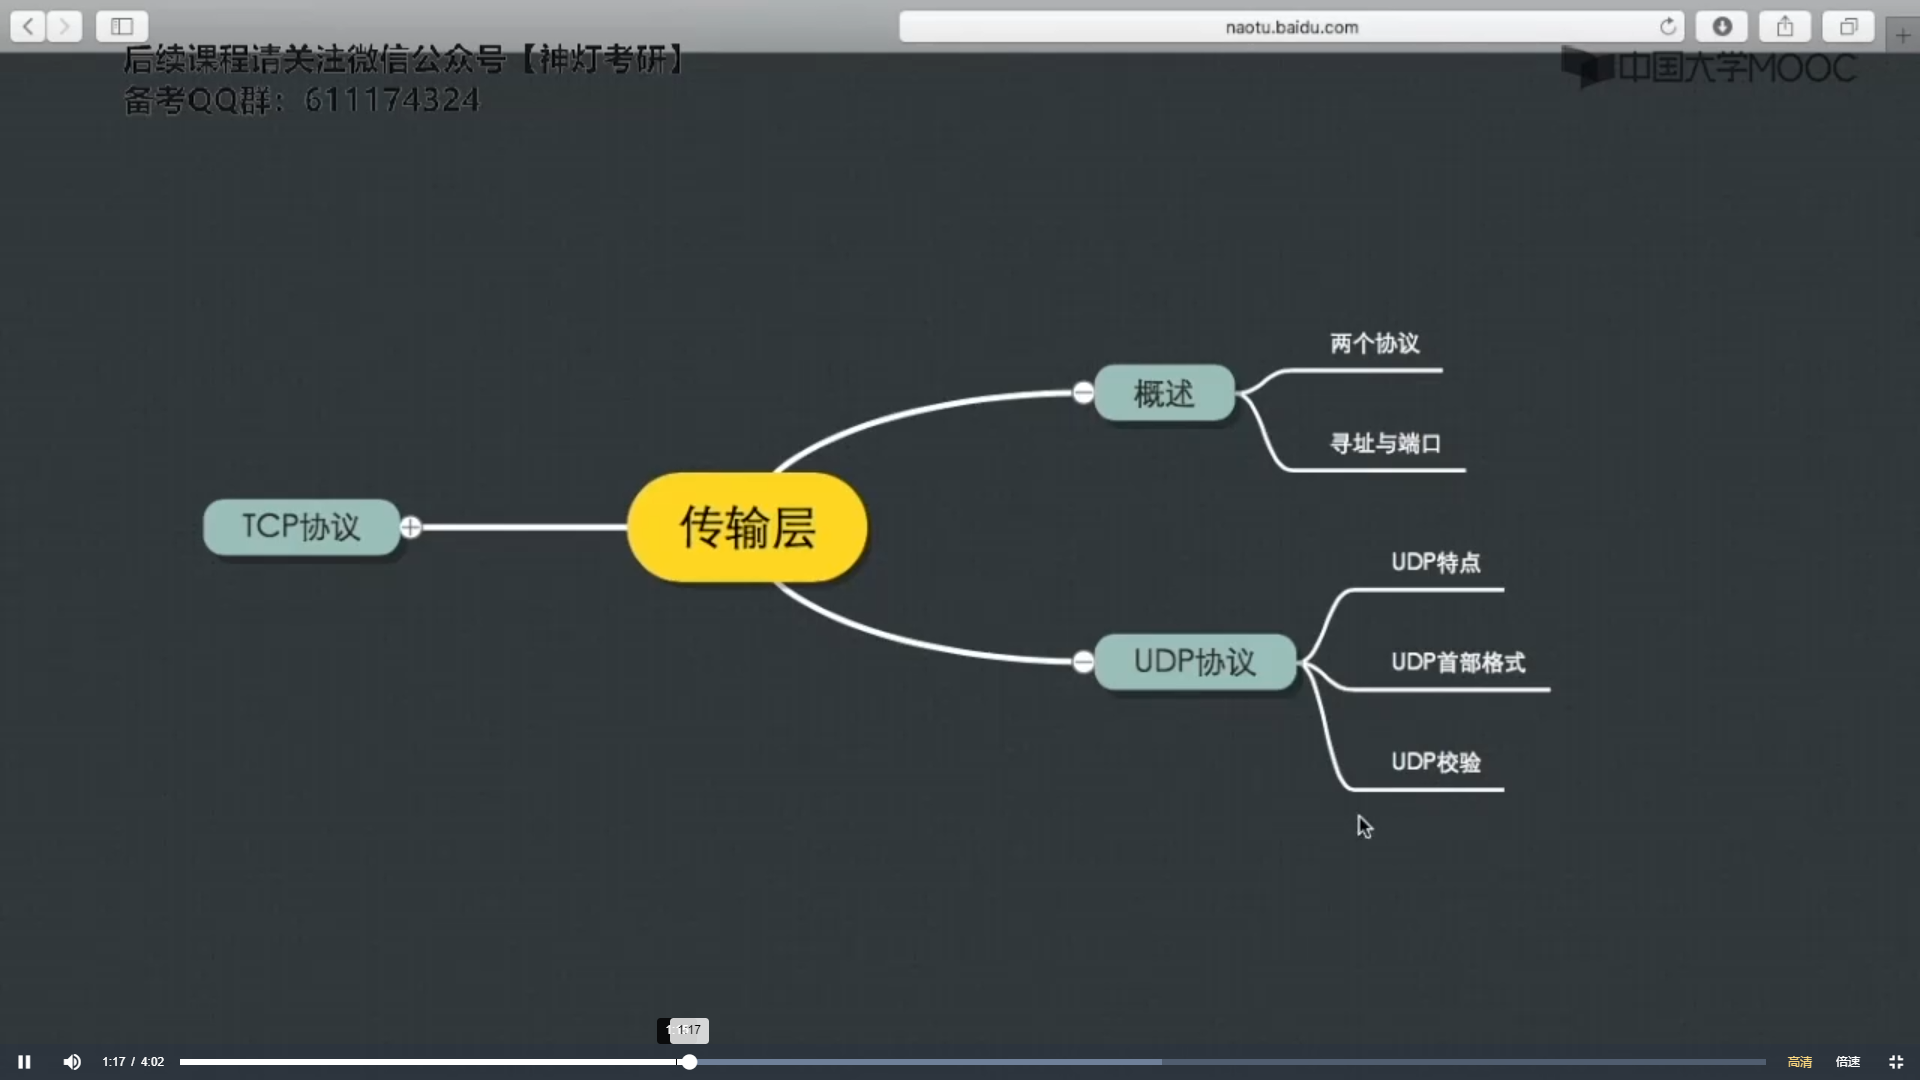 naotu.baidu.com
后续课程请关注微信公众号【神灯考研】
备考QQ群：611174324
中国大学MOOC
两个协议
概述
寻址与端口
TCP协议
传输层
UDP特点
UDP协议
UDP首部格式
UDP校验
1:17 / 4:02
高清
倍速